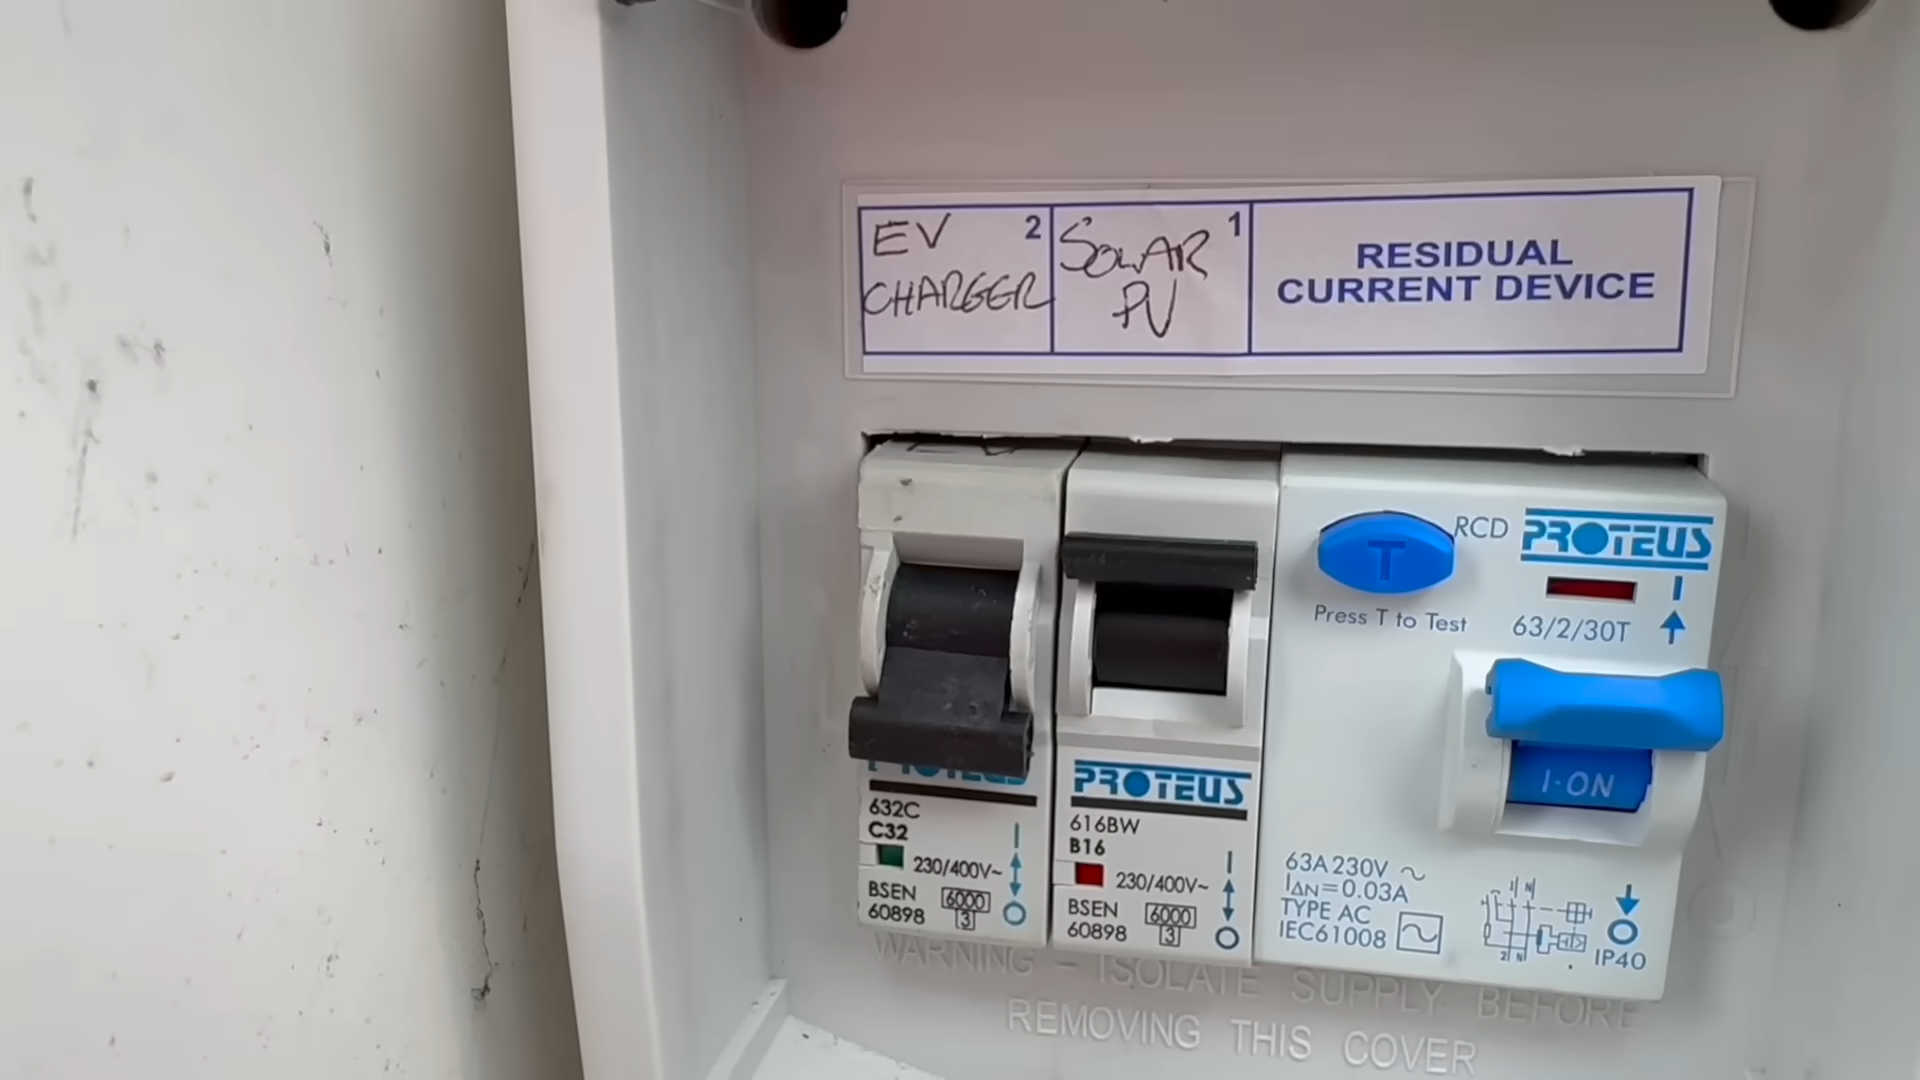 EV 2
CHARGER
SOLAR 1
PV
RESIDUAL
CURRENT DEVICE
PROTEUS
632C
C32
230/400V~
BSEN
60898
6000
3
PROTEUS
616BW
B16
230/400V~
BSEN
60898
6000
3
T
RCD PROTEUS
Press T to Test
63/2/30T
I-ON
63A 230V ~
IΔN=0.03A
TYPE AC
IEC61008
IP40
WARNING - ISOLATE SUPPLY BEFORE
REMOVING THIS COVER